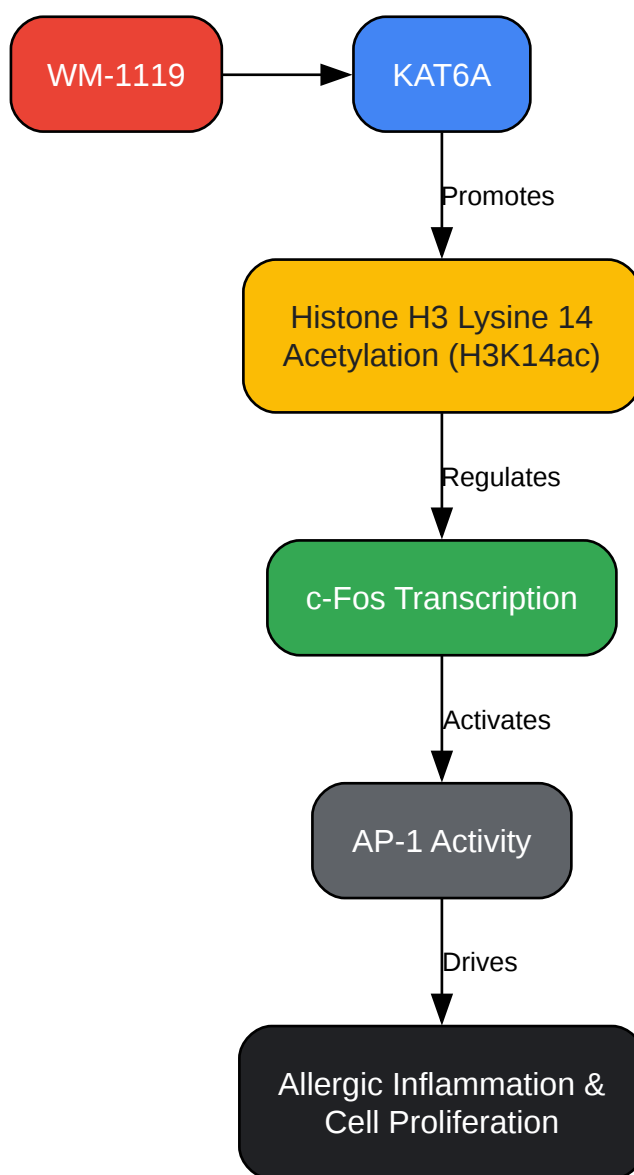 WM-1119
KAT6A
Promotes
Histone H3 Lysine 14
Acetylation (H3K14ac)
Regulates
c-Fos Transcription
Activates
AP-1 Activity
Drives
Allergic Inflammation &
Cell Proliferation